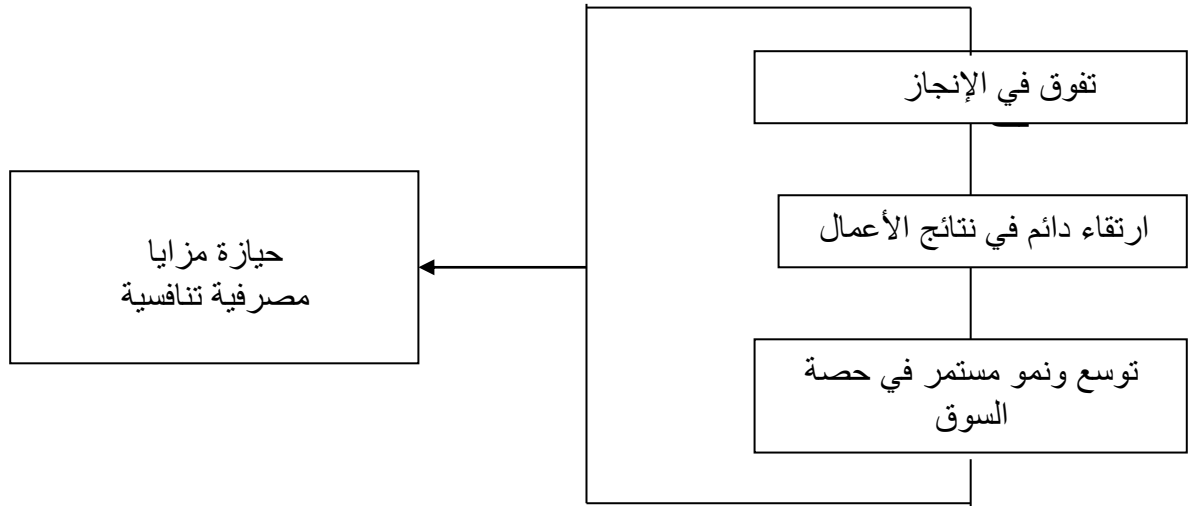 تفوق في الإنجاز
ارتقاء دائم في نتائج الأعمال
توسع ونمو مستمر في حصة
السوق
حيازة مزايا
مصرفية تنافسية